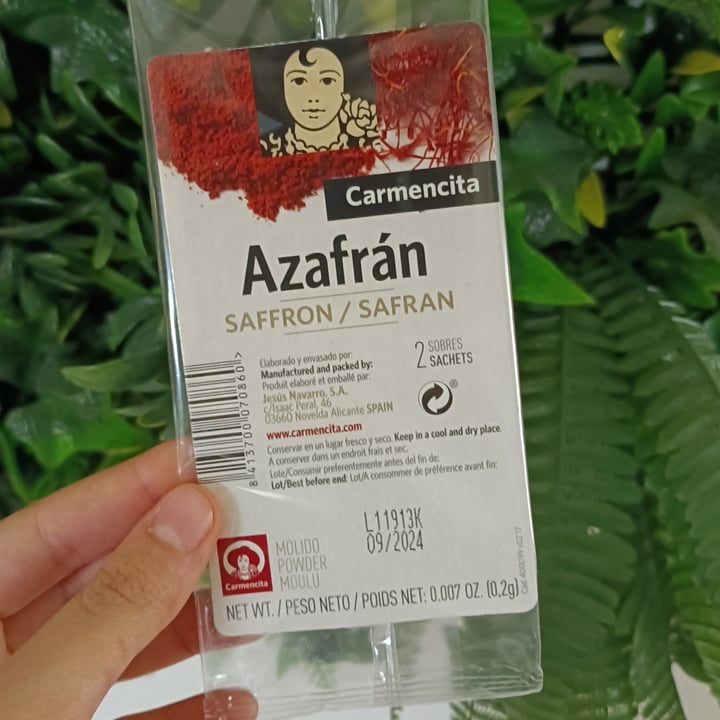 Carmencita
Azafrán
SAFFRON / SAFRAN
2 SOBRES
SACHETS
Elaborado y envasado por:
Manufactured and packed by:
Produit elaboré et emballé par:
Jesús Navarro, S.A.
c/Isaac Peral, 46
03660 Novelda Alicante SPAIN
www.carmencita.com
®
Conservar en un lugar fresco y seco. Keep in a cool and dry place.
A conserver dans un endroit frais et sec.
Lote/Consumir preferentemente antes del fin de:
Lot/Best before end: Lot/A consommer de préférence avant fin:
8 413700 070860 >
L11913K
09/2024
Carmencita
MOLIDO
POWDER
MOULU
NET WT. / PESO NETO / POIDS NET: 0.007 OZ. (0,2g)